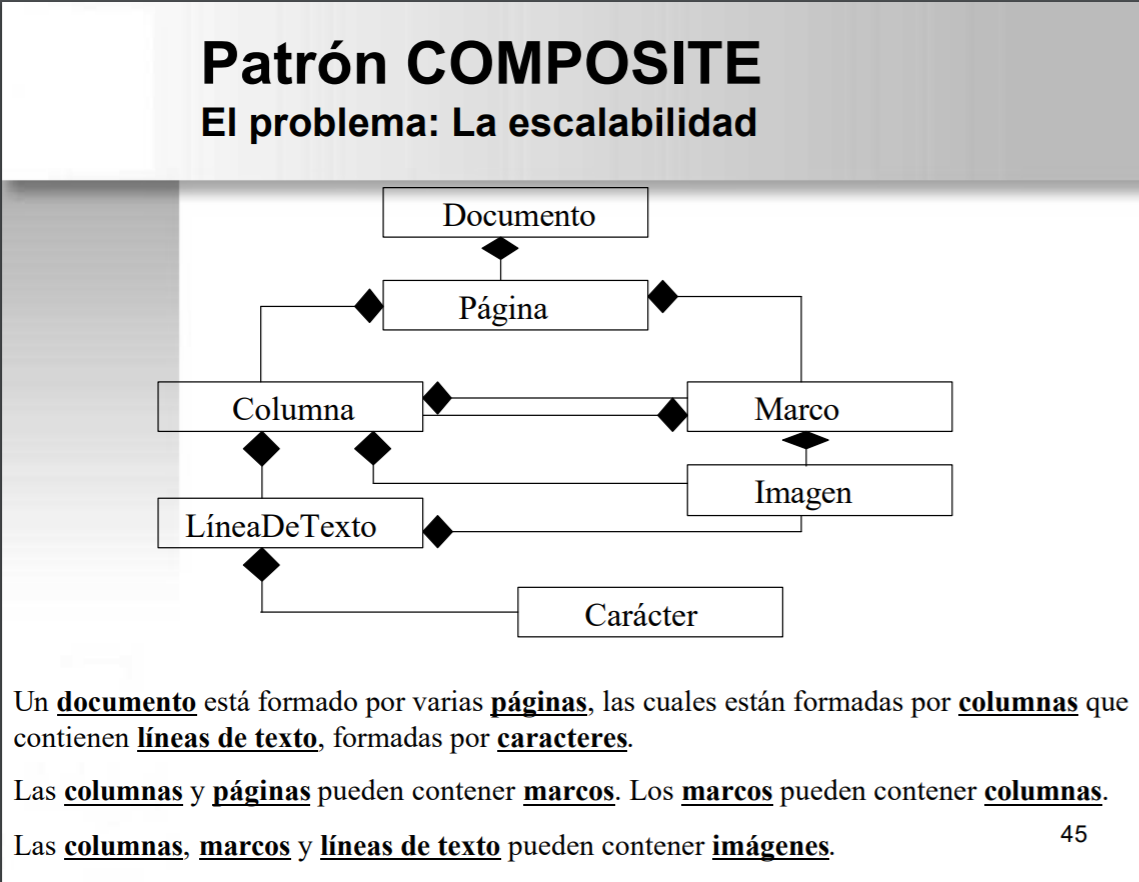 Patrón COMPOSITE
El problema: La escalabilidad
Documento
Página
Columna
Marco
Imagen
LíneaDeTexto
Carácter
Un documento está formado por varias páginas, las cuales están formadas por columnas que
contienen líneas de texto, formadas por caracteres.
Las columnas y páginas pueden contener marcos. Los marcos pueden contener columnas.
Las columnas, marcos y líneas de texto pueden contener imágenes.
45